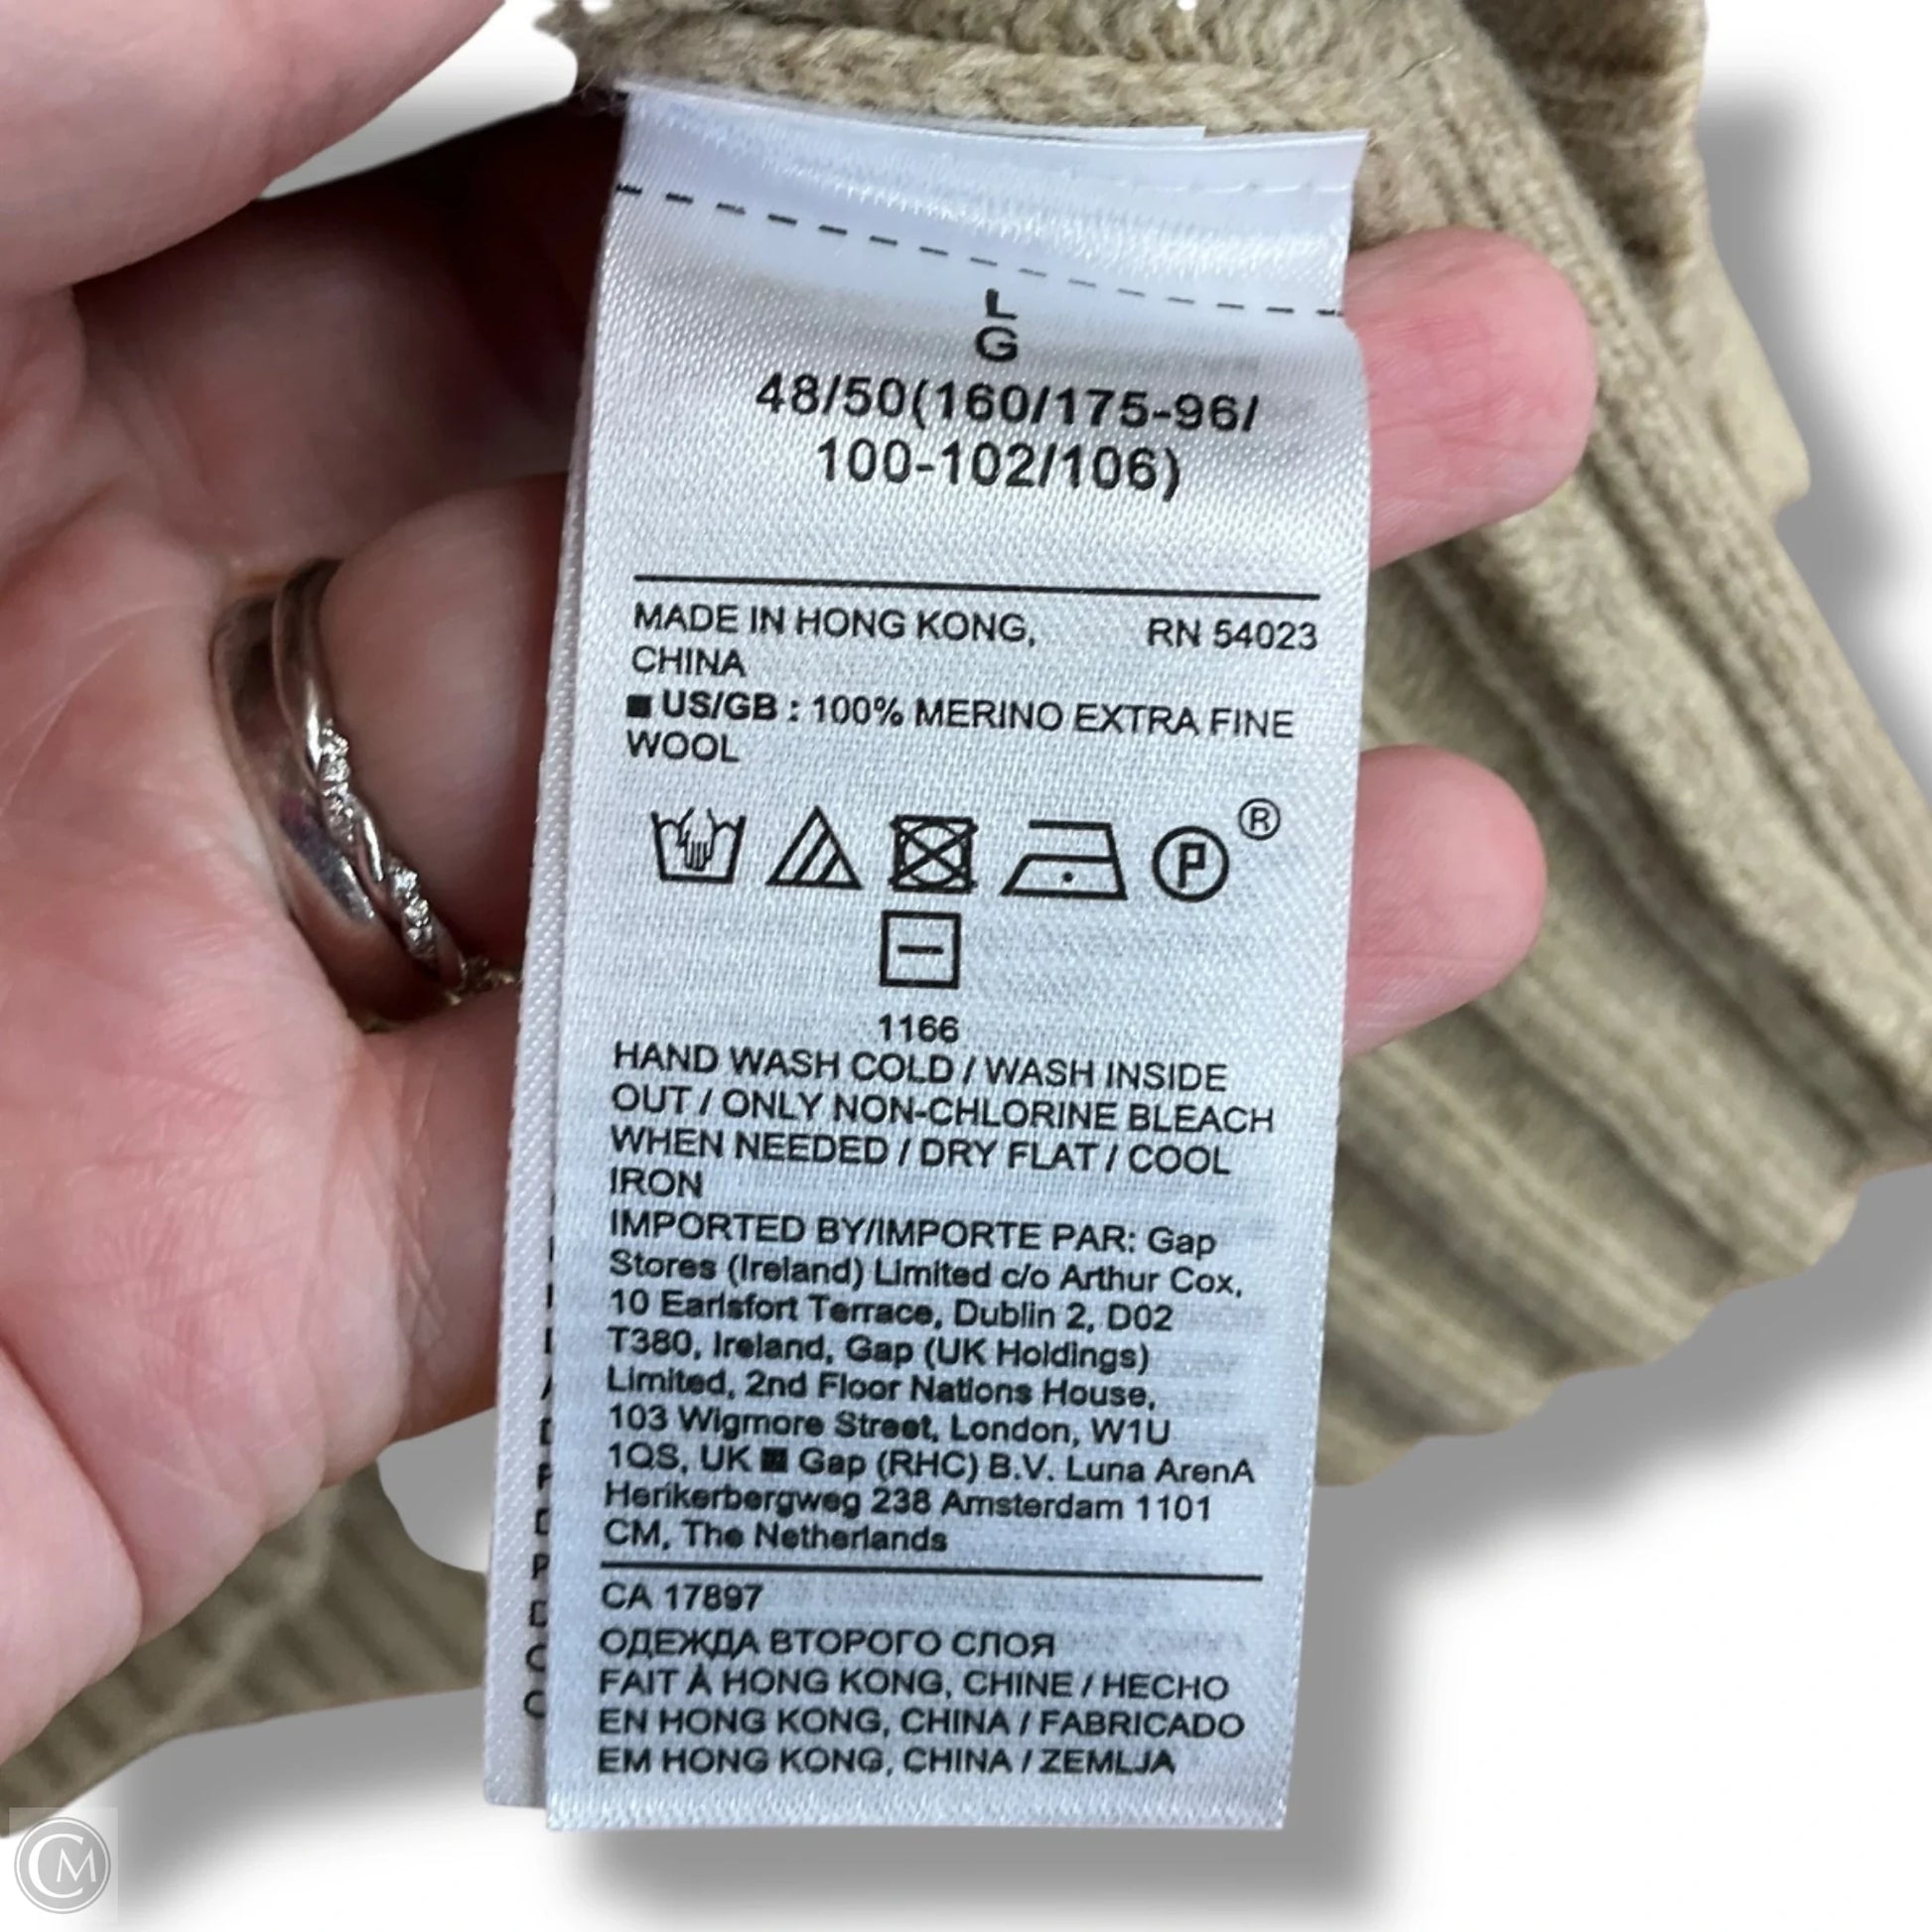 L
G
48/50(160/175-96/
100-102/106)
MADE IN HONG KONG, RN 54023
CHINA
■ US/GB : 100% MERINO EXTRA FINE
WOOL
®
P
1166
HAND WASH COLD / WASH INSIDE
OUT / ONLY NON-CHLORINE BLEACH
WHEN NEEDED / DRY FLAT / COOL
IRON
IMPORTED BY/IMPORTE PAR: Gap
Stores (Ireland) Limited c/o Arthur Cox,
10 Earlsfort Terrace, Dublin 2, D02
T380, Ireland, Gap (UK Holdings)
Limited, 2nd Floor Nations House,
103 Wigmore Street, London, W1U
1QS, UK ■ Gap (RHC) B.V. Luna ArenA
Herikerbergweg 238 Amsterdam 1101
CM, The Netherlands
CA 17897
ОДЕЖДА ВТОРОГО СЛОЯ
FAIT À HONG KONG, CHINE / HECHO
EN HONG KONG, CHINA / FABRICADO
EM HONG KONG, CHINA / ZEMLJA
CM